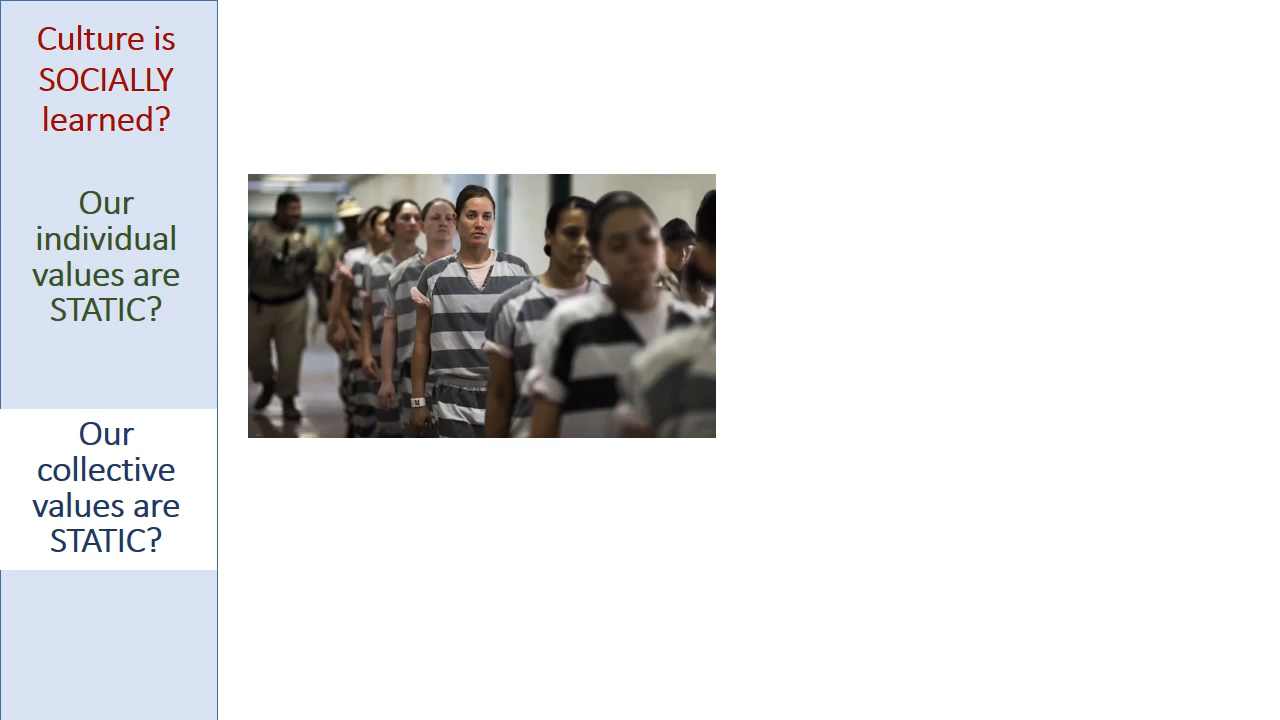 Culture is
SOCIALLY
learned?
Our
individual
values are
STATIC?
Our
collective
values are
STATIC?